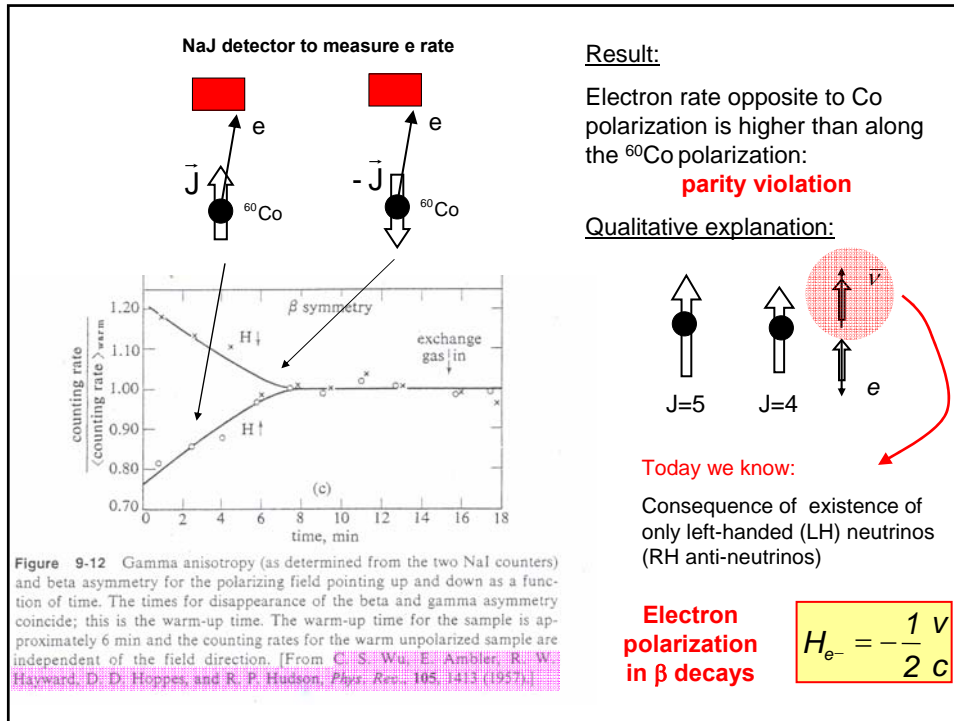 NaJ detector to measure e rate
e
e
J
- J
60Co
60Co
1.20
1.10
1.00
0.90
0.80
0.70
counting rate
⟨counting rate⟩warm
β symmetry
H ↓
H ↑
exchange
gas in
(c)
0 2 4 6 8 10 12 14 16 18
time, min
Figure 9-12 Gamma anisotropy (as determined from the two NaI counters)
and beta asymmetry for the polarizing field pointing up and down as a func-
tion of time. The times for disappearance of the beta and gamma asymmetry
coincide; this is the warm-up time. The warm-up time for the sample is ap-
proximately 6 min and the counting rates for the warm unpolarized sample are
independent of the field direction. [From C. S. Wu, E. Ambler, R. W.
Hayward, D. D. Hoppes, and R. P. Hudson, Phys. Rev., 105, 1413 (1957).]
Result:
Electron rate opposite to Co
polarization is higher than along
the 60Co polarization:
parity violation
Qualitative explanation:
ν̄
e
J=5
J=4
Today we know:
Consequence of existence of
only left-handed (LH) neutrinos
(RH anti-neutrinos)
Electron
polarization
in β decays
H e- = − 1/2 v/c